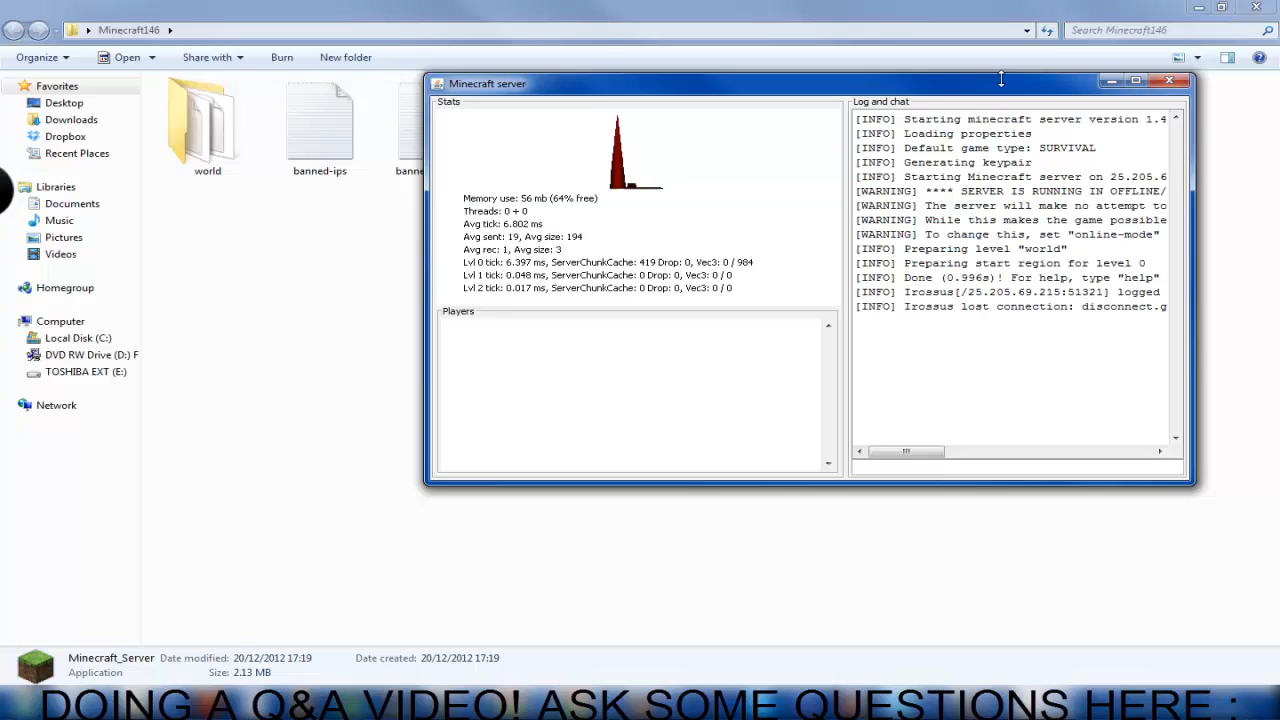 Minecraft146
Search Minecraft146
Organize
Open
Share with
Burn
New folder
Favorites
Desktop
Downloads
Dropbox
Recent Places
Libraries
Documents
Music
Pictures
Videos
Homegroup
Computer
Local Disk (C:)
DVD RW Drive (D:) F
TOSHIBA EXT (E:)
Network
world
banned-ips
banne
Minecraft server
Stats
Memory use: 56 mb (64% free)
Threads: 0 + 0
Avg tick: 6.802 ms
Avg sent: 19, Avg size: 194
Avg rec: 1, Avg size: 3
Lvl 0 tick: 6.397 ms, ServerChunkCache: 419 Drop: 0, Vec3: 0 / 984
Lvl 1 tick: 0.048 ms, ServerChunkCache: 0 Drop: 0, Vec3: 0 / 0
Lvl 2 tick: 0.017 ms, ServerChunkCache: 0 Drop: 0, Vec3: 0 / 0
Players
Log and chat
[INFO] Starting minecraft server version 1.4
[INFO] Loading properties
[INFO] Default game type: SURVIVAL
[INFO] Generating keypair
[INFO] Starting Minecraft server on 25.205.6
[WARNING] **** SERVER IS RUNNING IN OFFLINE/
[WARNING] The server will make no attempt to
[WARNING] While this makes the game possible
[WARNING] To change this, set "online-mode"
[INFO] Preparing level "world"
[INFO] Preparing start region for level 0
[INFO] Done (0.996s)! For help, type "help"
[INFO] Irossus[/25.205.69.215:51321] logged
[INFO] Irossus lost connection: disconnect.g
Minecraft_Server
Date modified: 20/12/2012 17:19
Date created: 20/12/2012 17:19
Application
Size: 2.13 MB
DOING A Q&A VIDEO! ASK SOME QUESTIONS HERE :